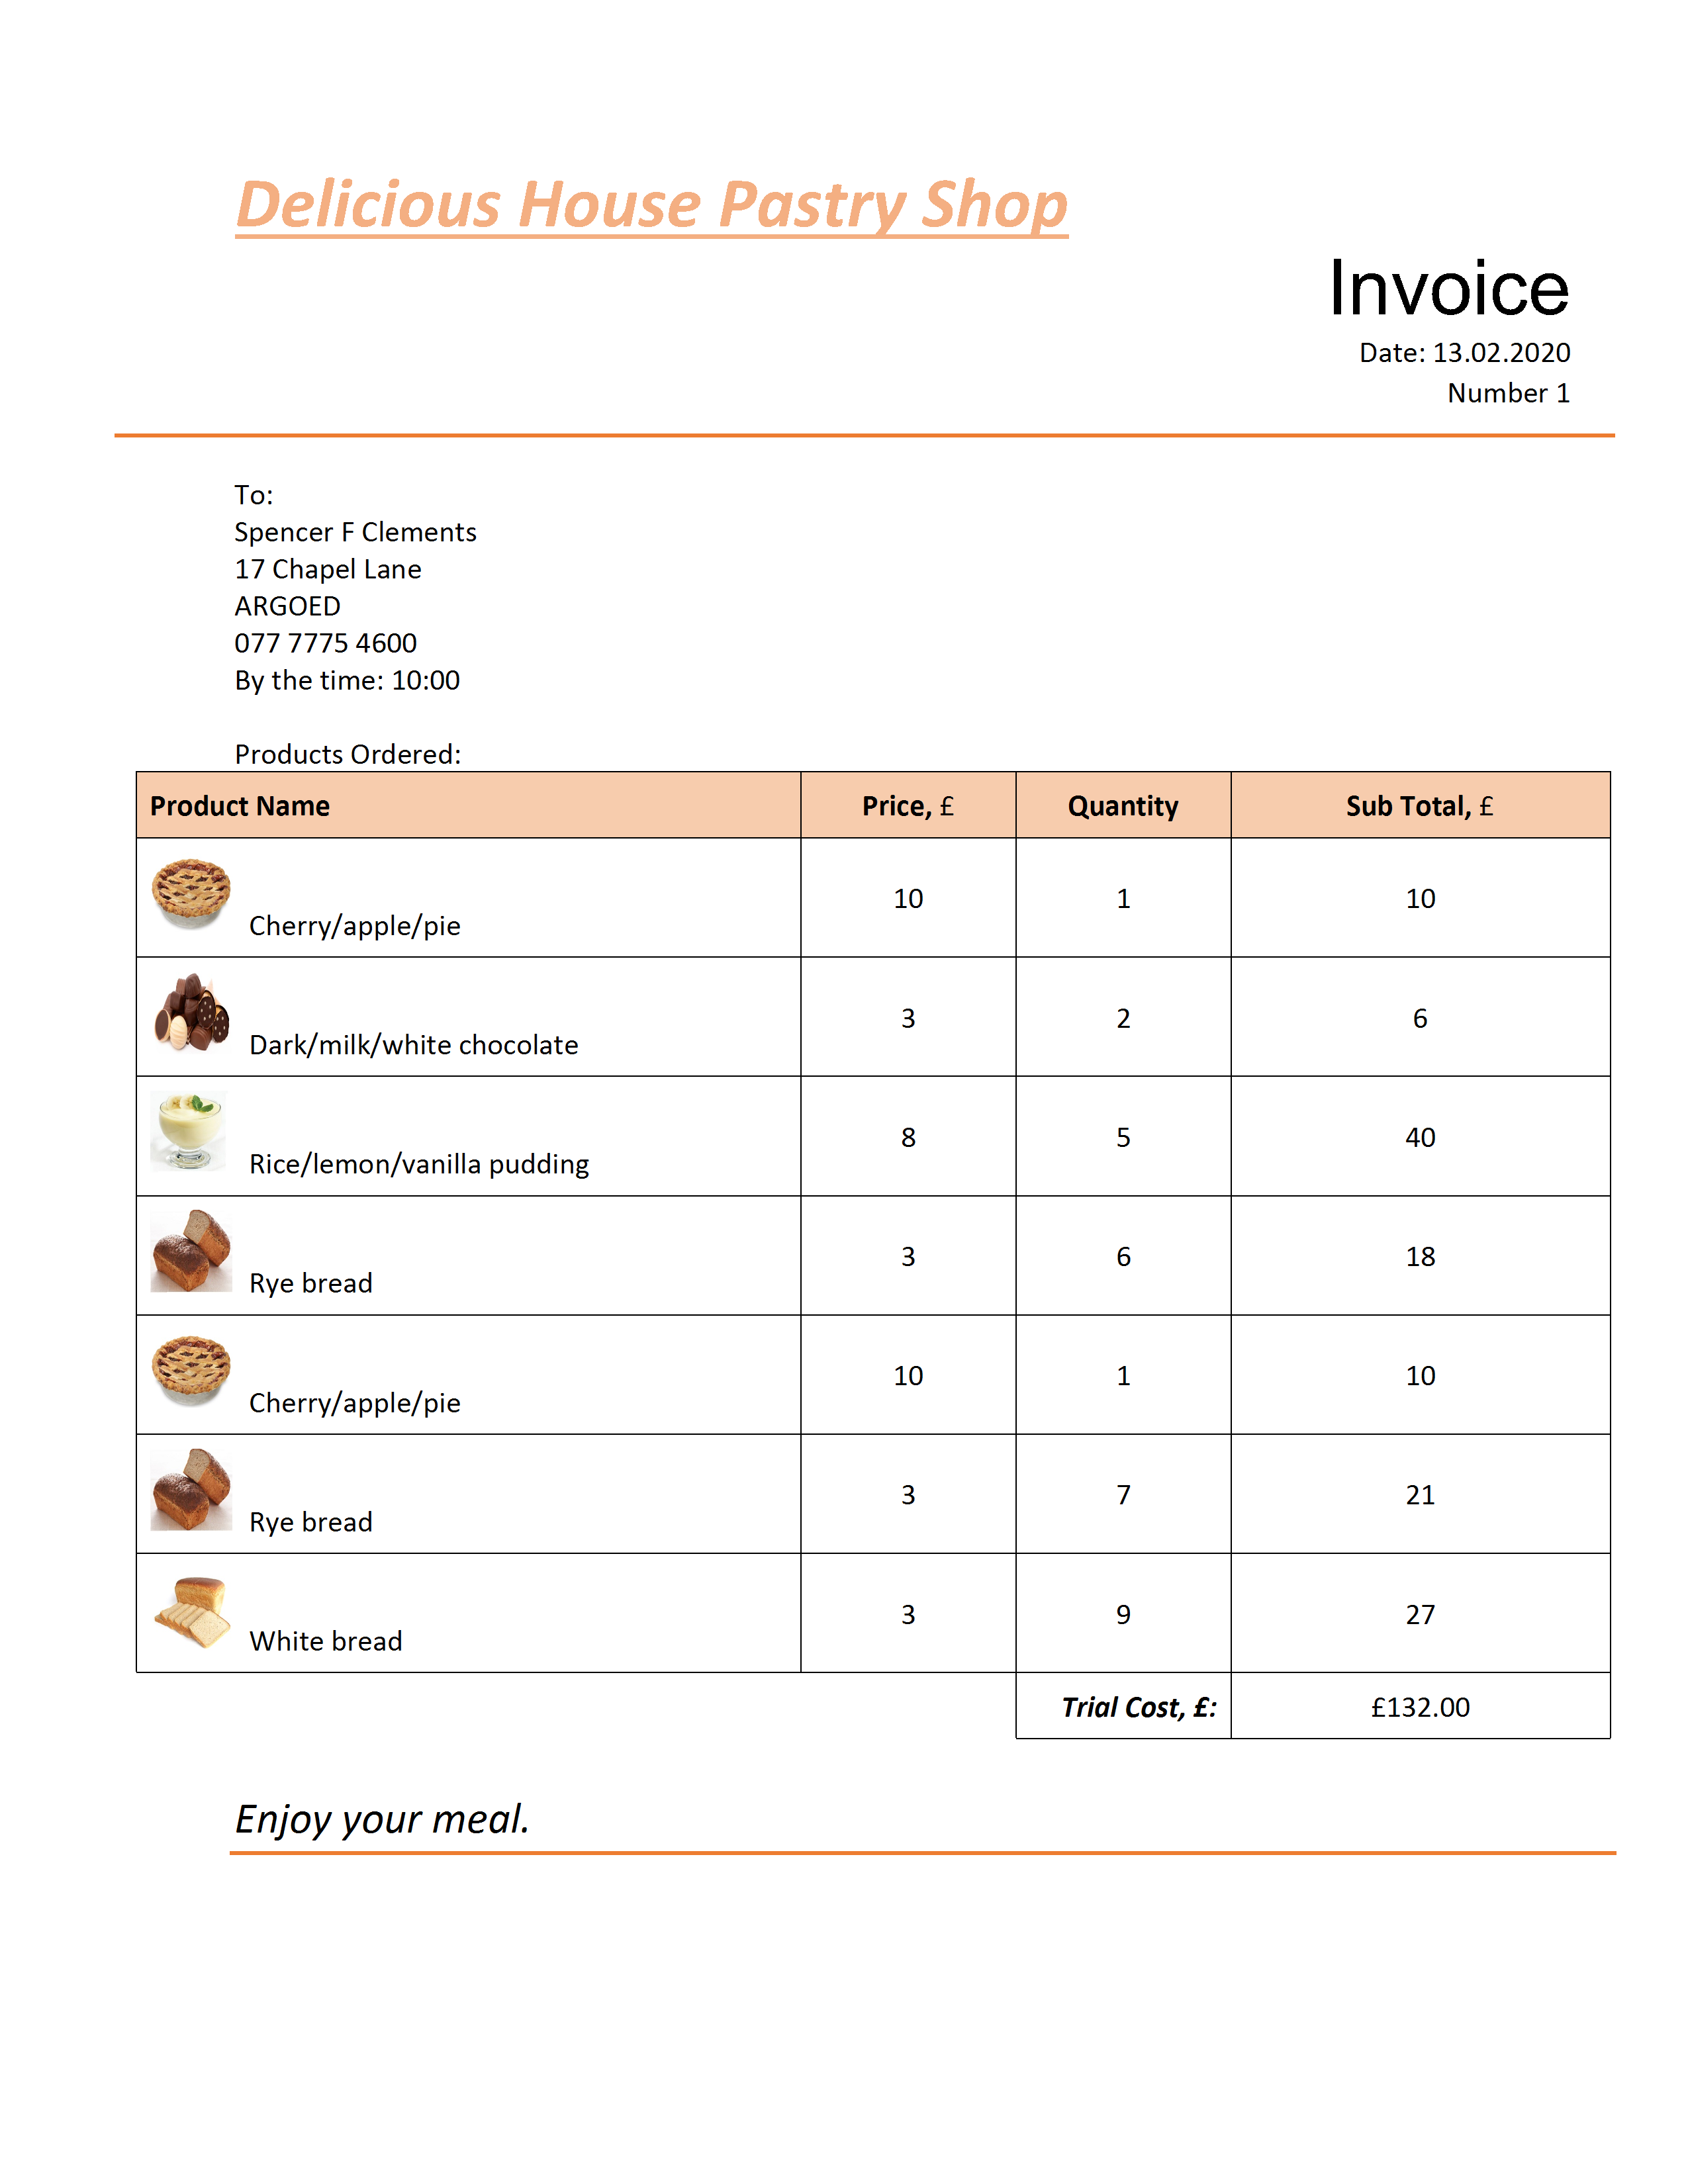 Delicious House Pastry Shop
Invoice
Date: 13.02.2020
Number 1
To:
Spencer F Clements
17 Chapel Lane
ARGOED
077 7775 4600
By the time: 10:00
Products Ordered:
Product Name Price, £ Quantity Sub Total, £
Cherry/apple/pie 10 1 10
Dark/milk/white chocolate 3 2 6
Rice/lemon/vanilla pudding 8 5 40
Rye bread 3 6 18
Cherry/apple/pie 10 1 10
Rye bread 3 7 21
White bread 3 9 27
Trial Cost, £: £132.00
Enjoy your meal.